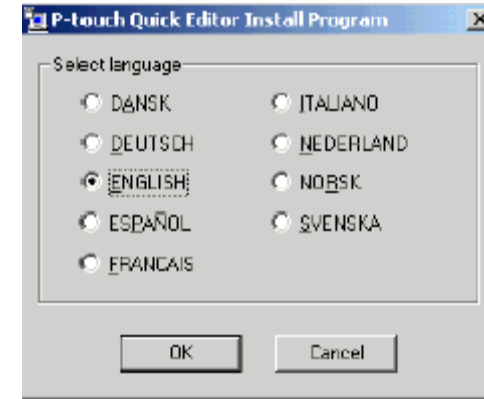 P-touch Quick Editor Install Program
Select language
DANSK
DEUTSCH
ENGLISH
ESPAÑOL
FRANCAIS
ITALIANO
NEDERLAND
NORSK
SVENSKA
OK
Cancel